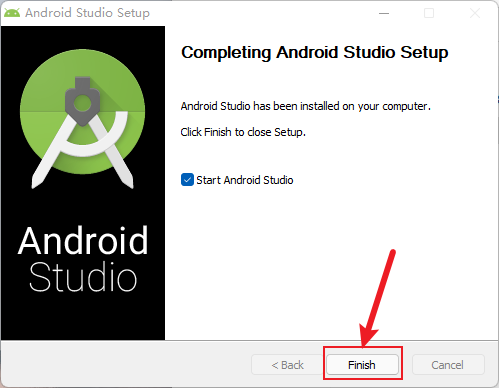 Android Studio Setup
Completing Android Studio Setup
Android Studio has been installed on your computer.
Click Finish to close Setup.
Start Android Studio
Android
Studio
< Back
Finish
Cancel